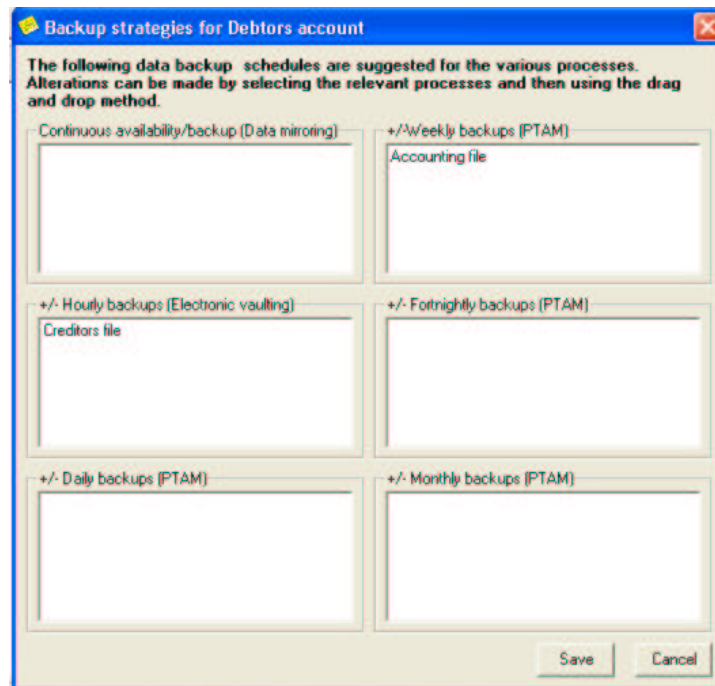 Backup strategies for Debtors account
The following data backup schedules are suggested for the various processes.
Alterations can be made by selecting the relevant processes and then using the drag
and drop method.
Continuous availability/backup (Data mirroring)
+/-Weekly backups (PTAM)
Accounting file
+/- Hourly backups (Electronic vaulting)
Creditors file
+/- Fortnightly backups (PTAM)
+/- Daily backups (PTAM)
+/- Monthly backups (PTAM)
Save
Cancel